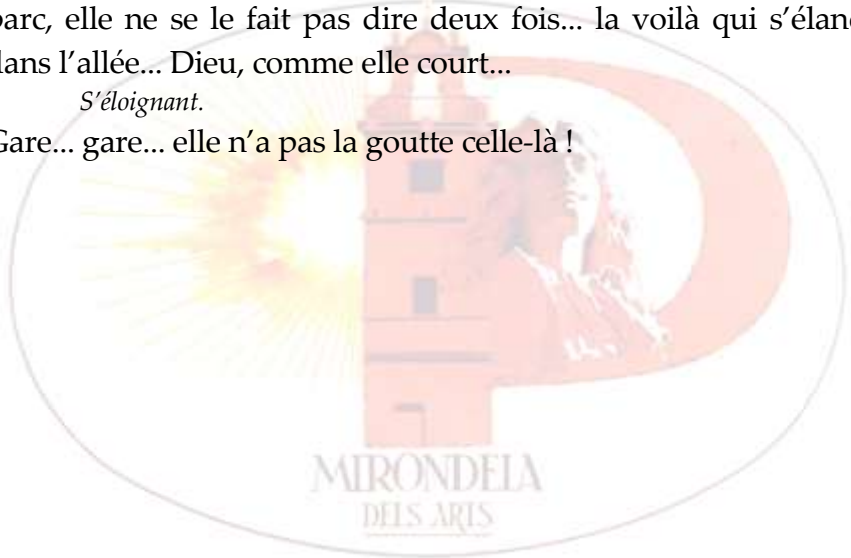 parc, elle ne se le fait pas dire deux fois... la voilà qui s’élanc
dans l’allée... Dieu, comme elle court...
S’éloignant.
Gare... gare... elle n’a pas la goutte celle-là !
MIRONDELA
DELS ARTS